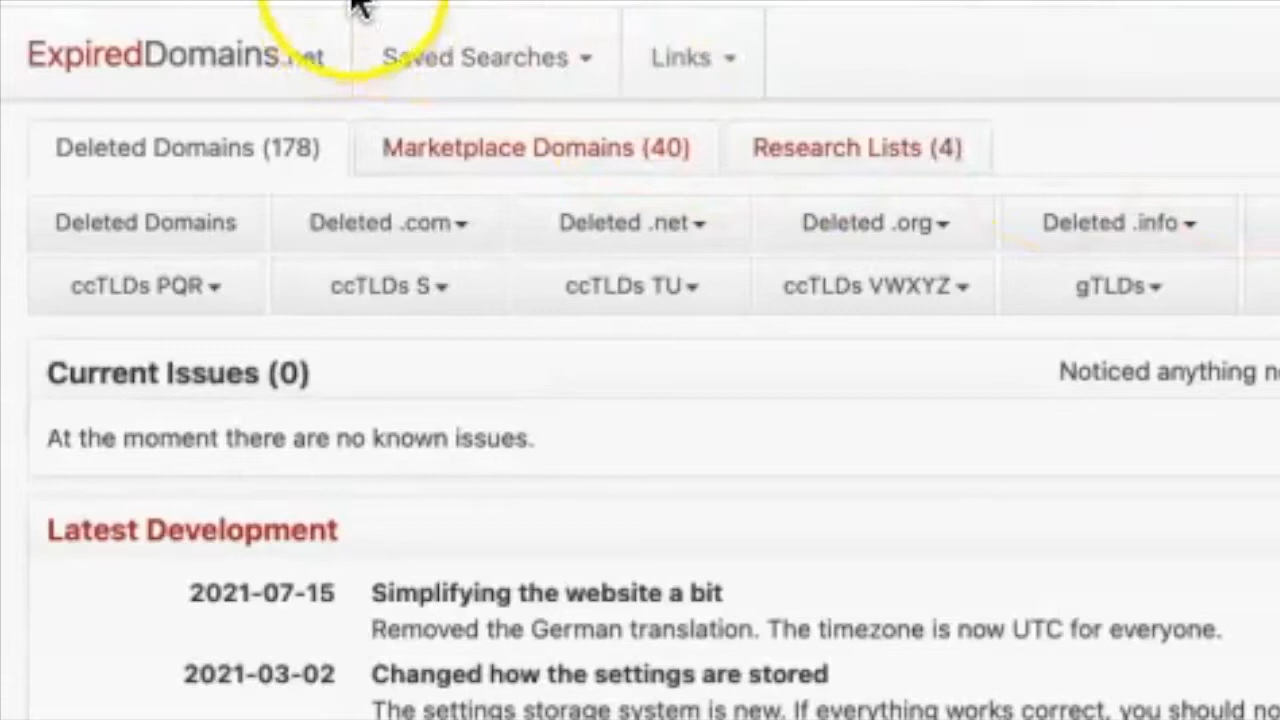 ExpiredDomains.net Saved Searches Links
Deleted Domains (178) Marketplace Domains (40) Research Lists (4)
Deleted Domains Deleted .com Deleted .net Deleted .org Deleted .info
ccTLDs PQR ccTLDs S ccTLDs TU ccTLDs VWXYZ gTLDs
Current Issues (0) Noticed anything
At the moment there are no known issues.
Latest Development
2021-07-15 Simplifying the website a bit
Removed the German translation. The timezone is now UTC for everyone.
2021-03-02 Changed how the settings are stored
The settings storage system is new. If everything works correct, you should